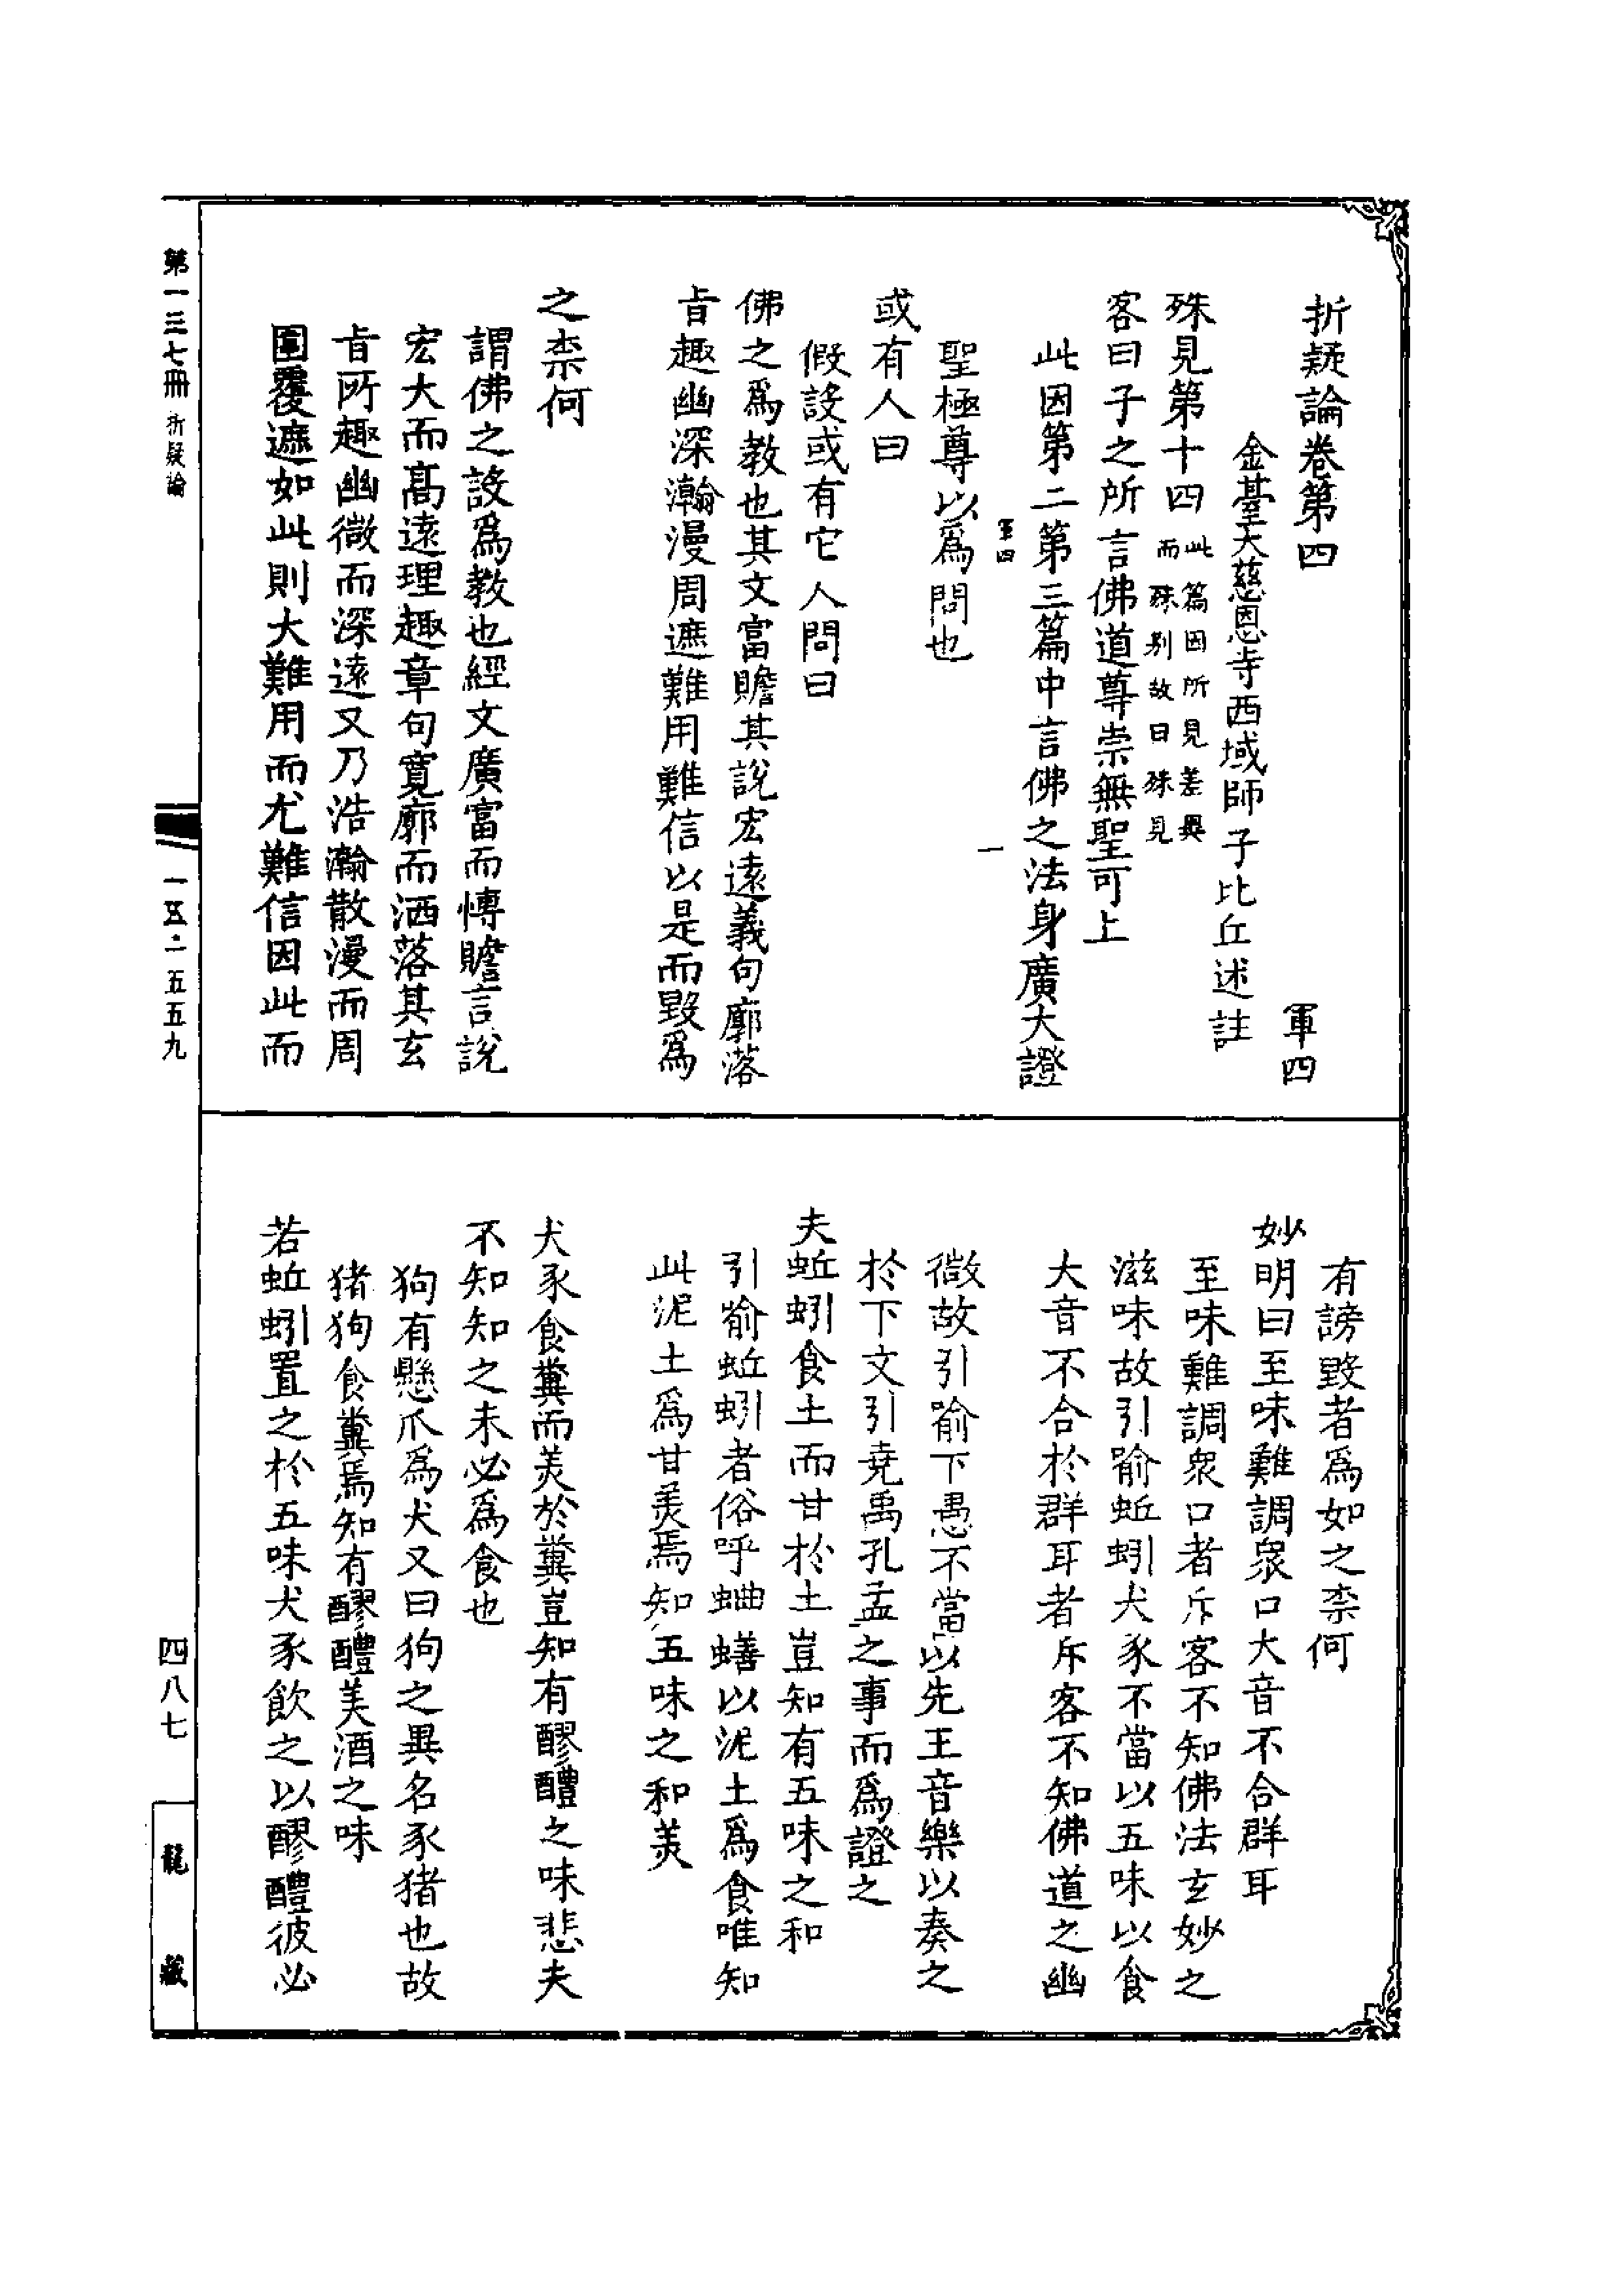 折疑論卷第四
軍四
金臺大慈恩寺西域師子比丘述註
殊見第十四
此篇因所見差異
而殊别故曰殊見
客曰子之所言佛道尊崇無聖可上
此因第二第三篇中言佛之法身廣大證
軍四
一
聖極尊以爲問也
或有人曰
假設或有它人問曰
佛之爲教也其文富贍其說宏遠義句廓落
㫖趣幽深瀚漫周遮難用難信以是而毀爲
之柰何
謂佛之設爲教也經文廣富而愽贍言說
宏大而髙遠理趣章句寬廓而洒落其玄
㫖所趣幽微而深遠又乃浩瀚散漫而周
圍覆遮如此則大難用而尤難信因此而
有謗毀者爲如之柰何
妙明曰至味難調衆口大音不合群耳
至味難調衆口者斥客不知佛法玄妙之
滋味故引喻蚯蚓犬豕不當以五味以食
大音不合於群耳者斥客不知佛道之幽
微故引喻下愚不當以先王音樂以奏之
於下文引堯禹孔孟之事而爲證之
夫蚯蚓食土而甘於土豈知有五味之和
引喻蚯蚓者俗呼蛐蟮以泥土爲食唯知
此泥土爲甘美焉知五味之和美
犬豕食糞而美於糞豈知有醪醴之味悲夫
不知知之未必爲食也
狗有懸爪爲犬又曰狗之異名豕猪也故
猪狗食糞焉知有醪醴美酒之味
若蚯蚓置之於五味犬豕飲之以醪醴彼必
第一三七冊 折疑論
一五五·二 五五九
四八七
龍藏